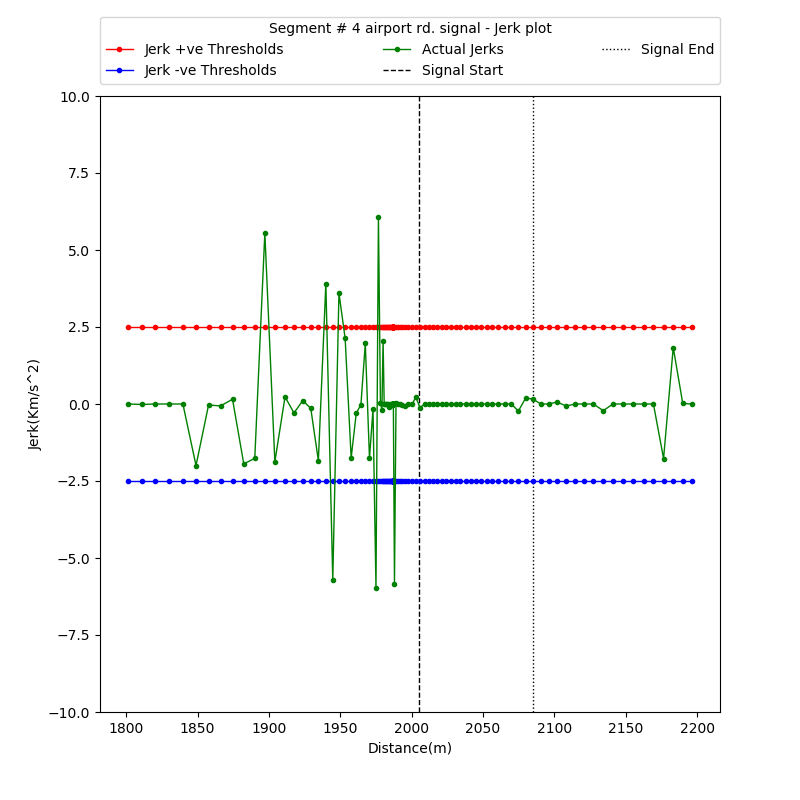 Segment # 4 airport rd. signal - Jerk plot
Jerk +ve Thresholds
Jerk -ve Thresholds
Actual Jerks
Signal Start
Signal End
10.0
7.5
5.0
2.5
0.0
−2.5
−5.0
−7.5
−10.0
Jerk(Km/s^2)
1800 1850 1900 1950 2000 2050 2100 2150 2200
Distance(m)